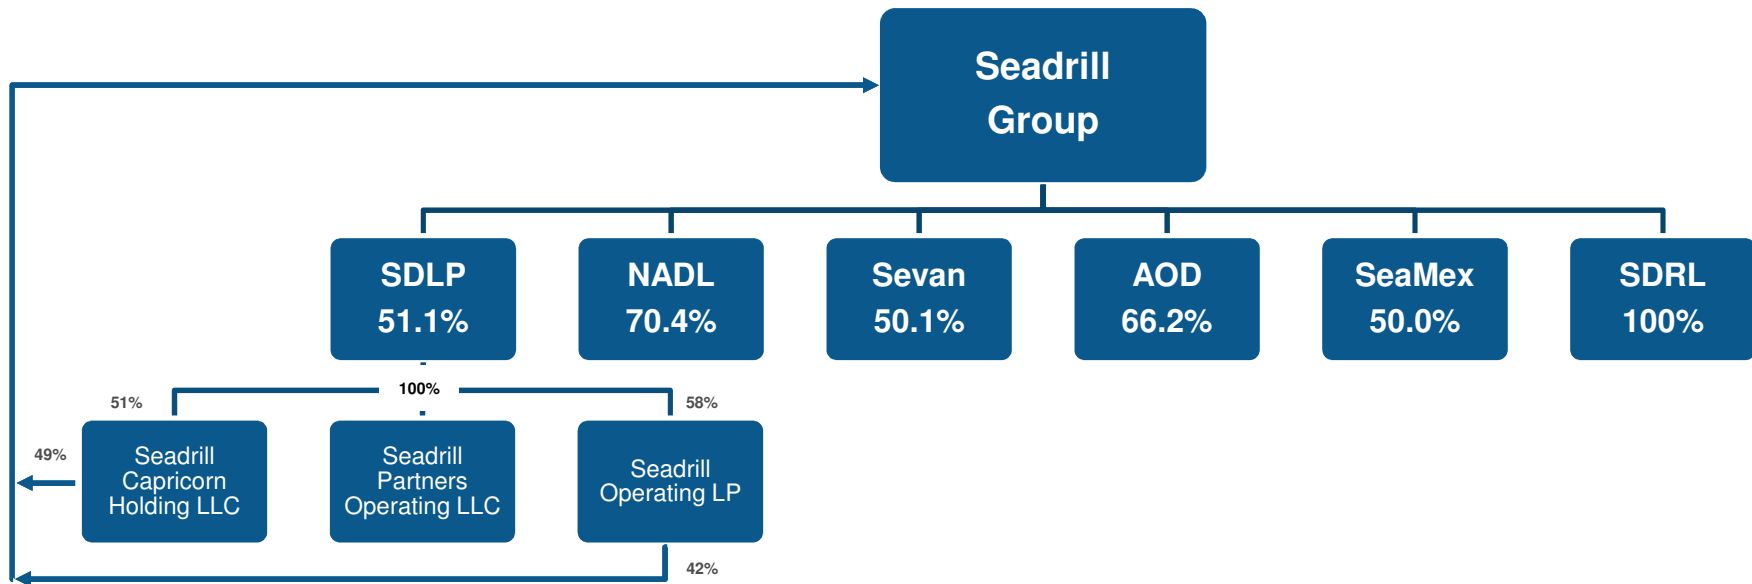 Seadrill
Group
SDLP
51.1%
NADL
70.4%
Sevan
50.1%
AOD
66.2%
SeaMex
50.0%
SDRL
100%
100%
51%
58%
49%
Seadrill
Capricorn
Holding LLC
Seadrill
Partners
Operating LLC
Seadrill
Operating LP
42%